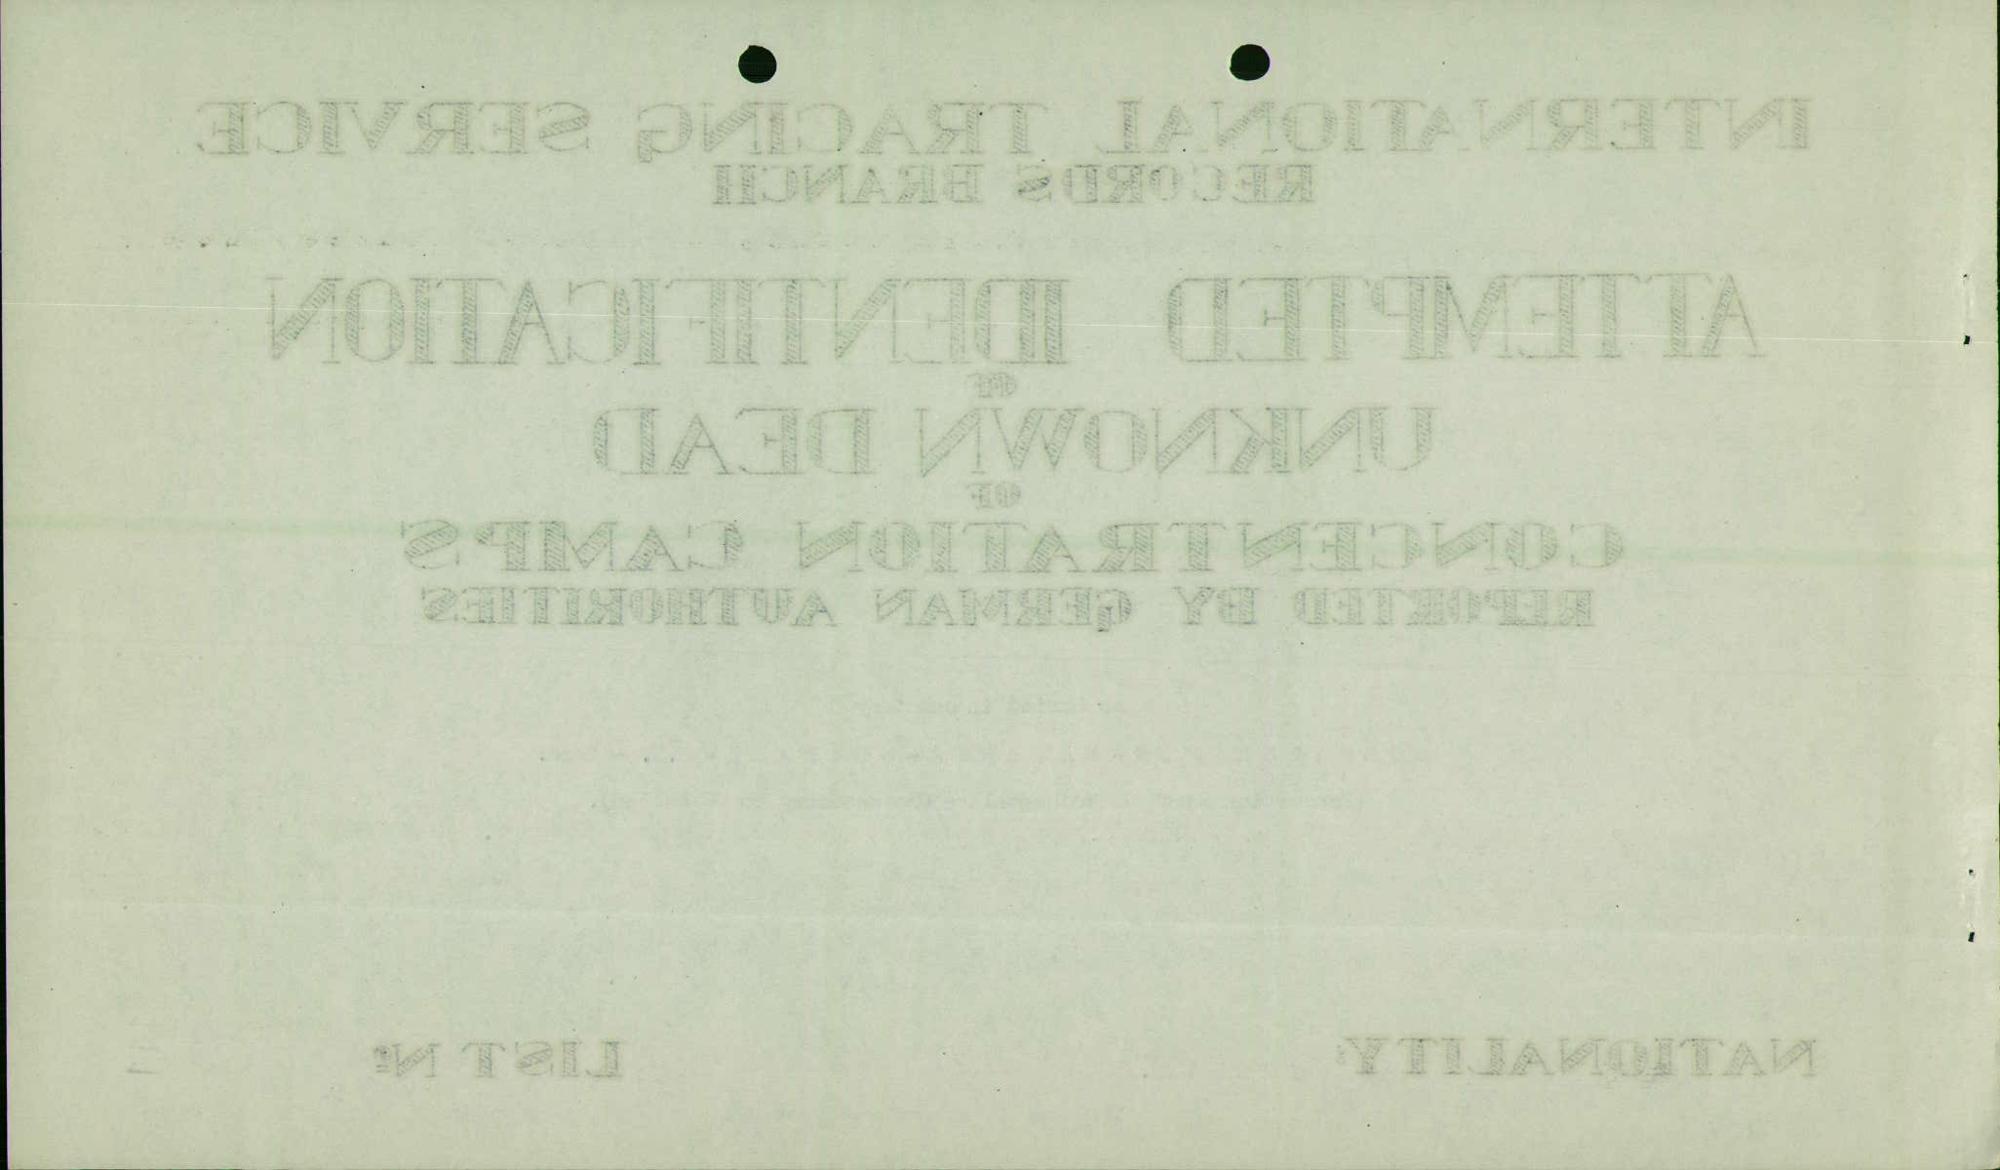 INTERNATIONAL TRACING SERVICE
RECORDS BRANCH
ATTEMPTED IDENTIFICATION
OF
UNKNOWN DEAD
OF
CONCENTRATION CAMPS
REPORTED BY GERMAN AUTHORITIES
NATIONALITY: LIST Nº